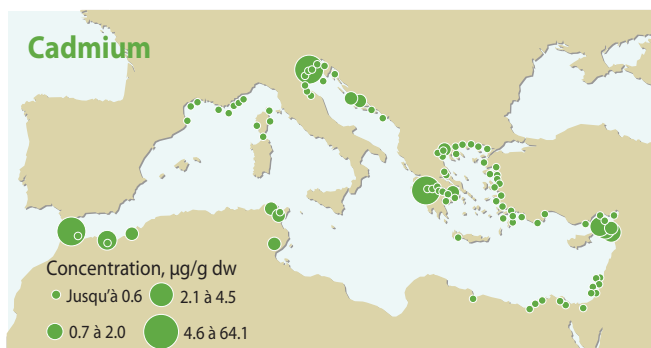 Cadmium
Concentration, µg/g dw
Jusqu'à 0.6
2.1 à 4.5
0.7 à 2.0
4.6 à 64.1